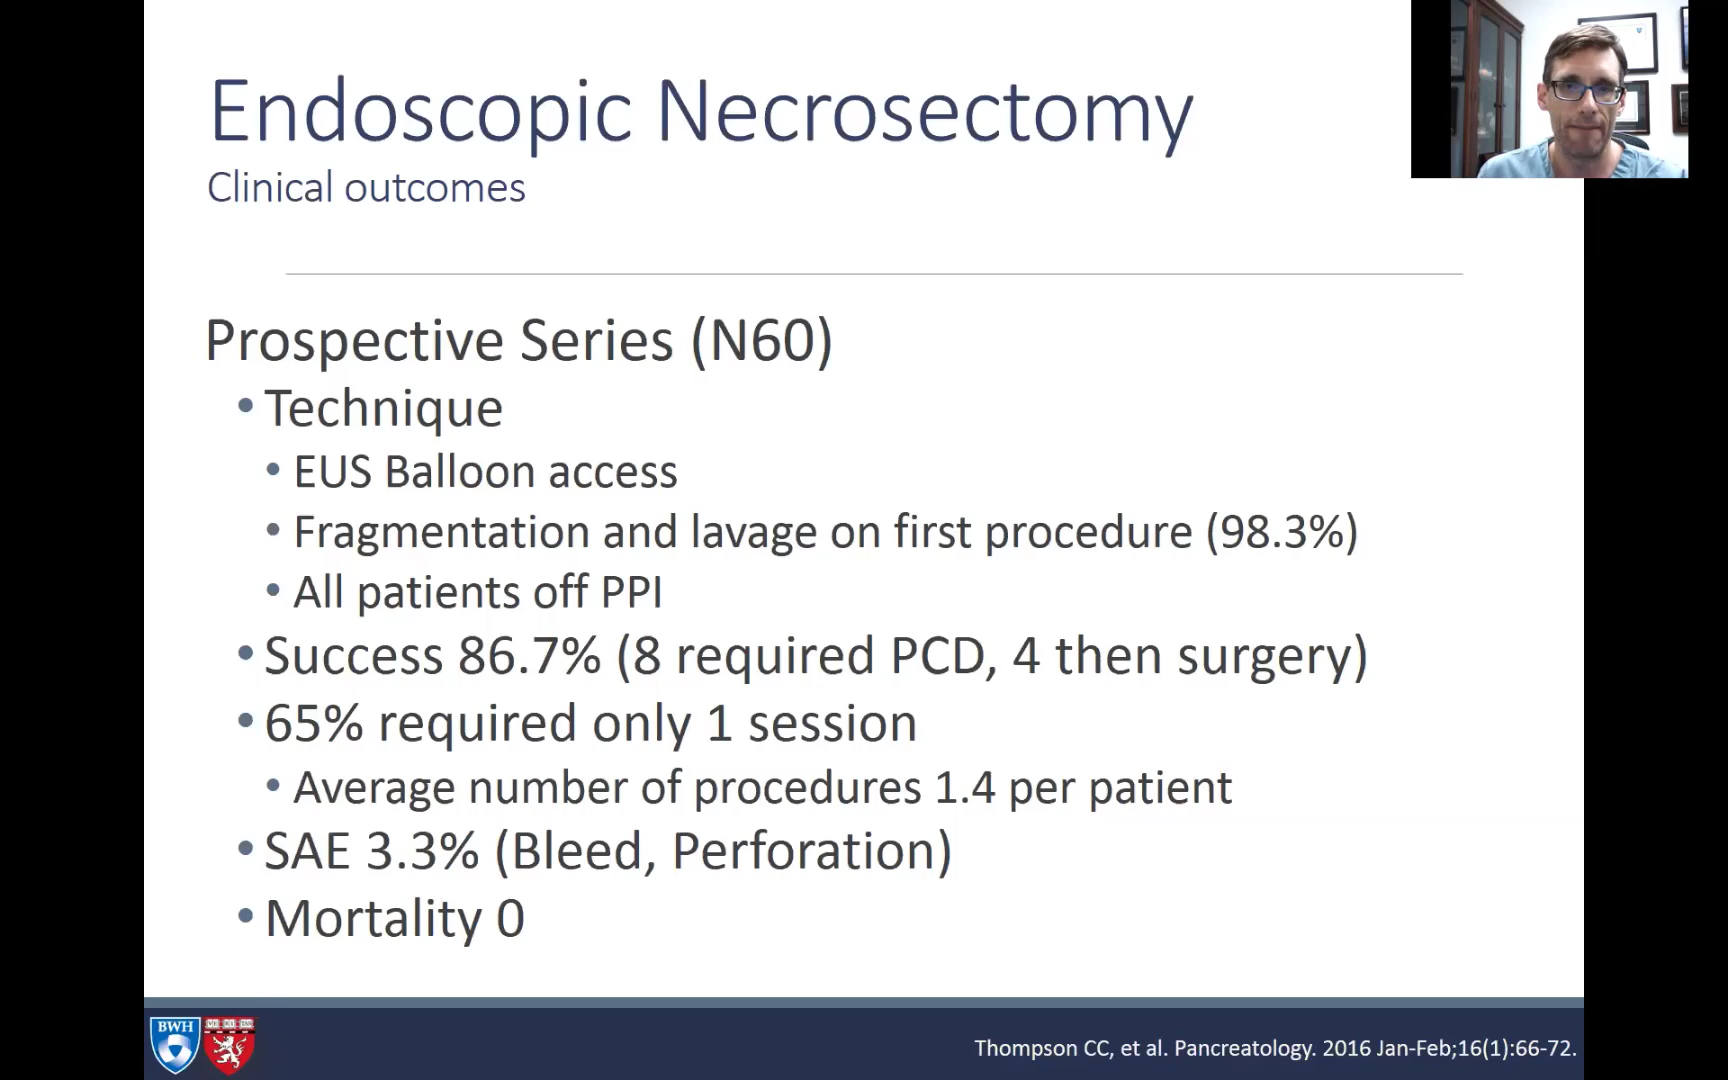 Endoscopic Necrosectomy
Clinical outcomes
Prospective Series (N60)
• Technique
• EUS Balloon access
• Fragmentation and lavage on first procedure (98.3%)
• All patients off PPI
• Success 86.7% (8 required PCD, 4 then surgery)
• 65% required only 1 session
• Average number of procedures 1.4 per patient
• SAE 3.3% (Bleed, Perforation)
• Mortality 0
BWH
Thompson CC, et al. Pancreatology. 2016 Jan-Feb;16(1):66-72.